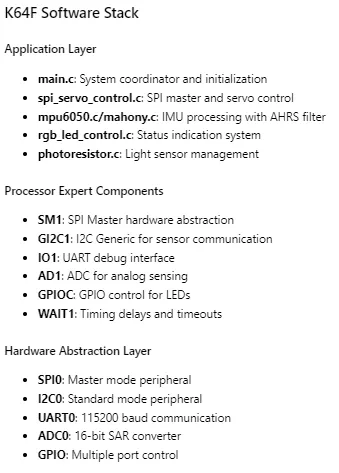 K64F Software Stack
Application Layer
• main.c: System coordinator and initialization
• spi_servo_control.c: SPI master and servo control
• mpu6050.c/mahony.c: IMU processing with AHRS filter
• rgb_led_control.c: Status indication system
• photoresistor.c: Light sensor management
Processor Expert Components
• SM1: SPI Master hardware abstraction
• GI2C1: I2C Generic for sensor communication
• IO1: UART debug interface
• AD1: ADC for analog sensing
• GPIOC: GPIO control for LEDs
• WAIT1: Timing delays and timeouts
Hardware Abstraction Layer
• SPI0: Master mode peripheral
• I2C0: Standard mode peripheral
• UART0: 115200 baud communication
• ADC0: 16-bit SAR converter
• GPIO: Multiple port control